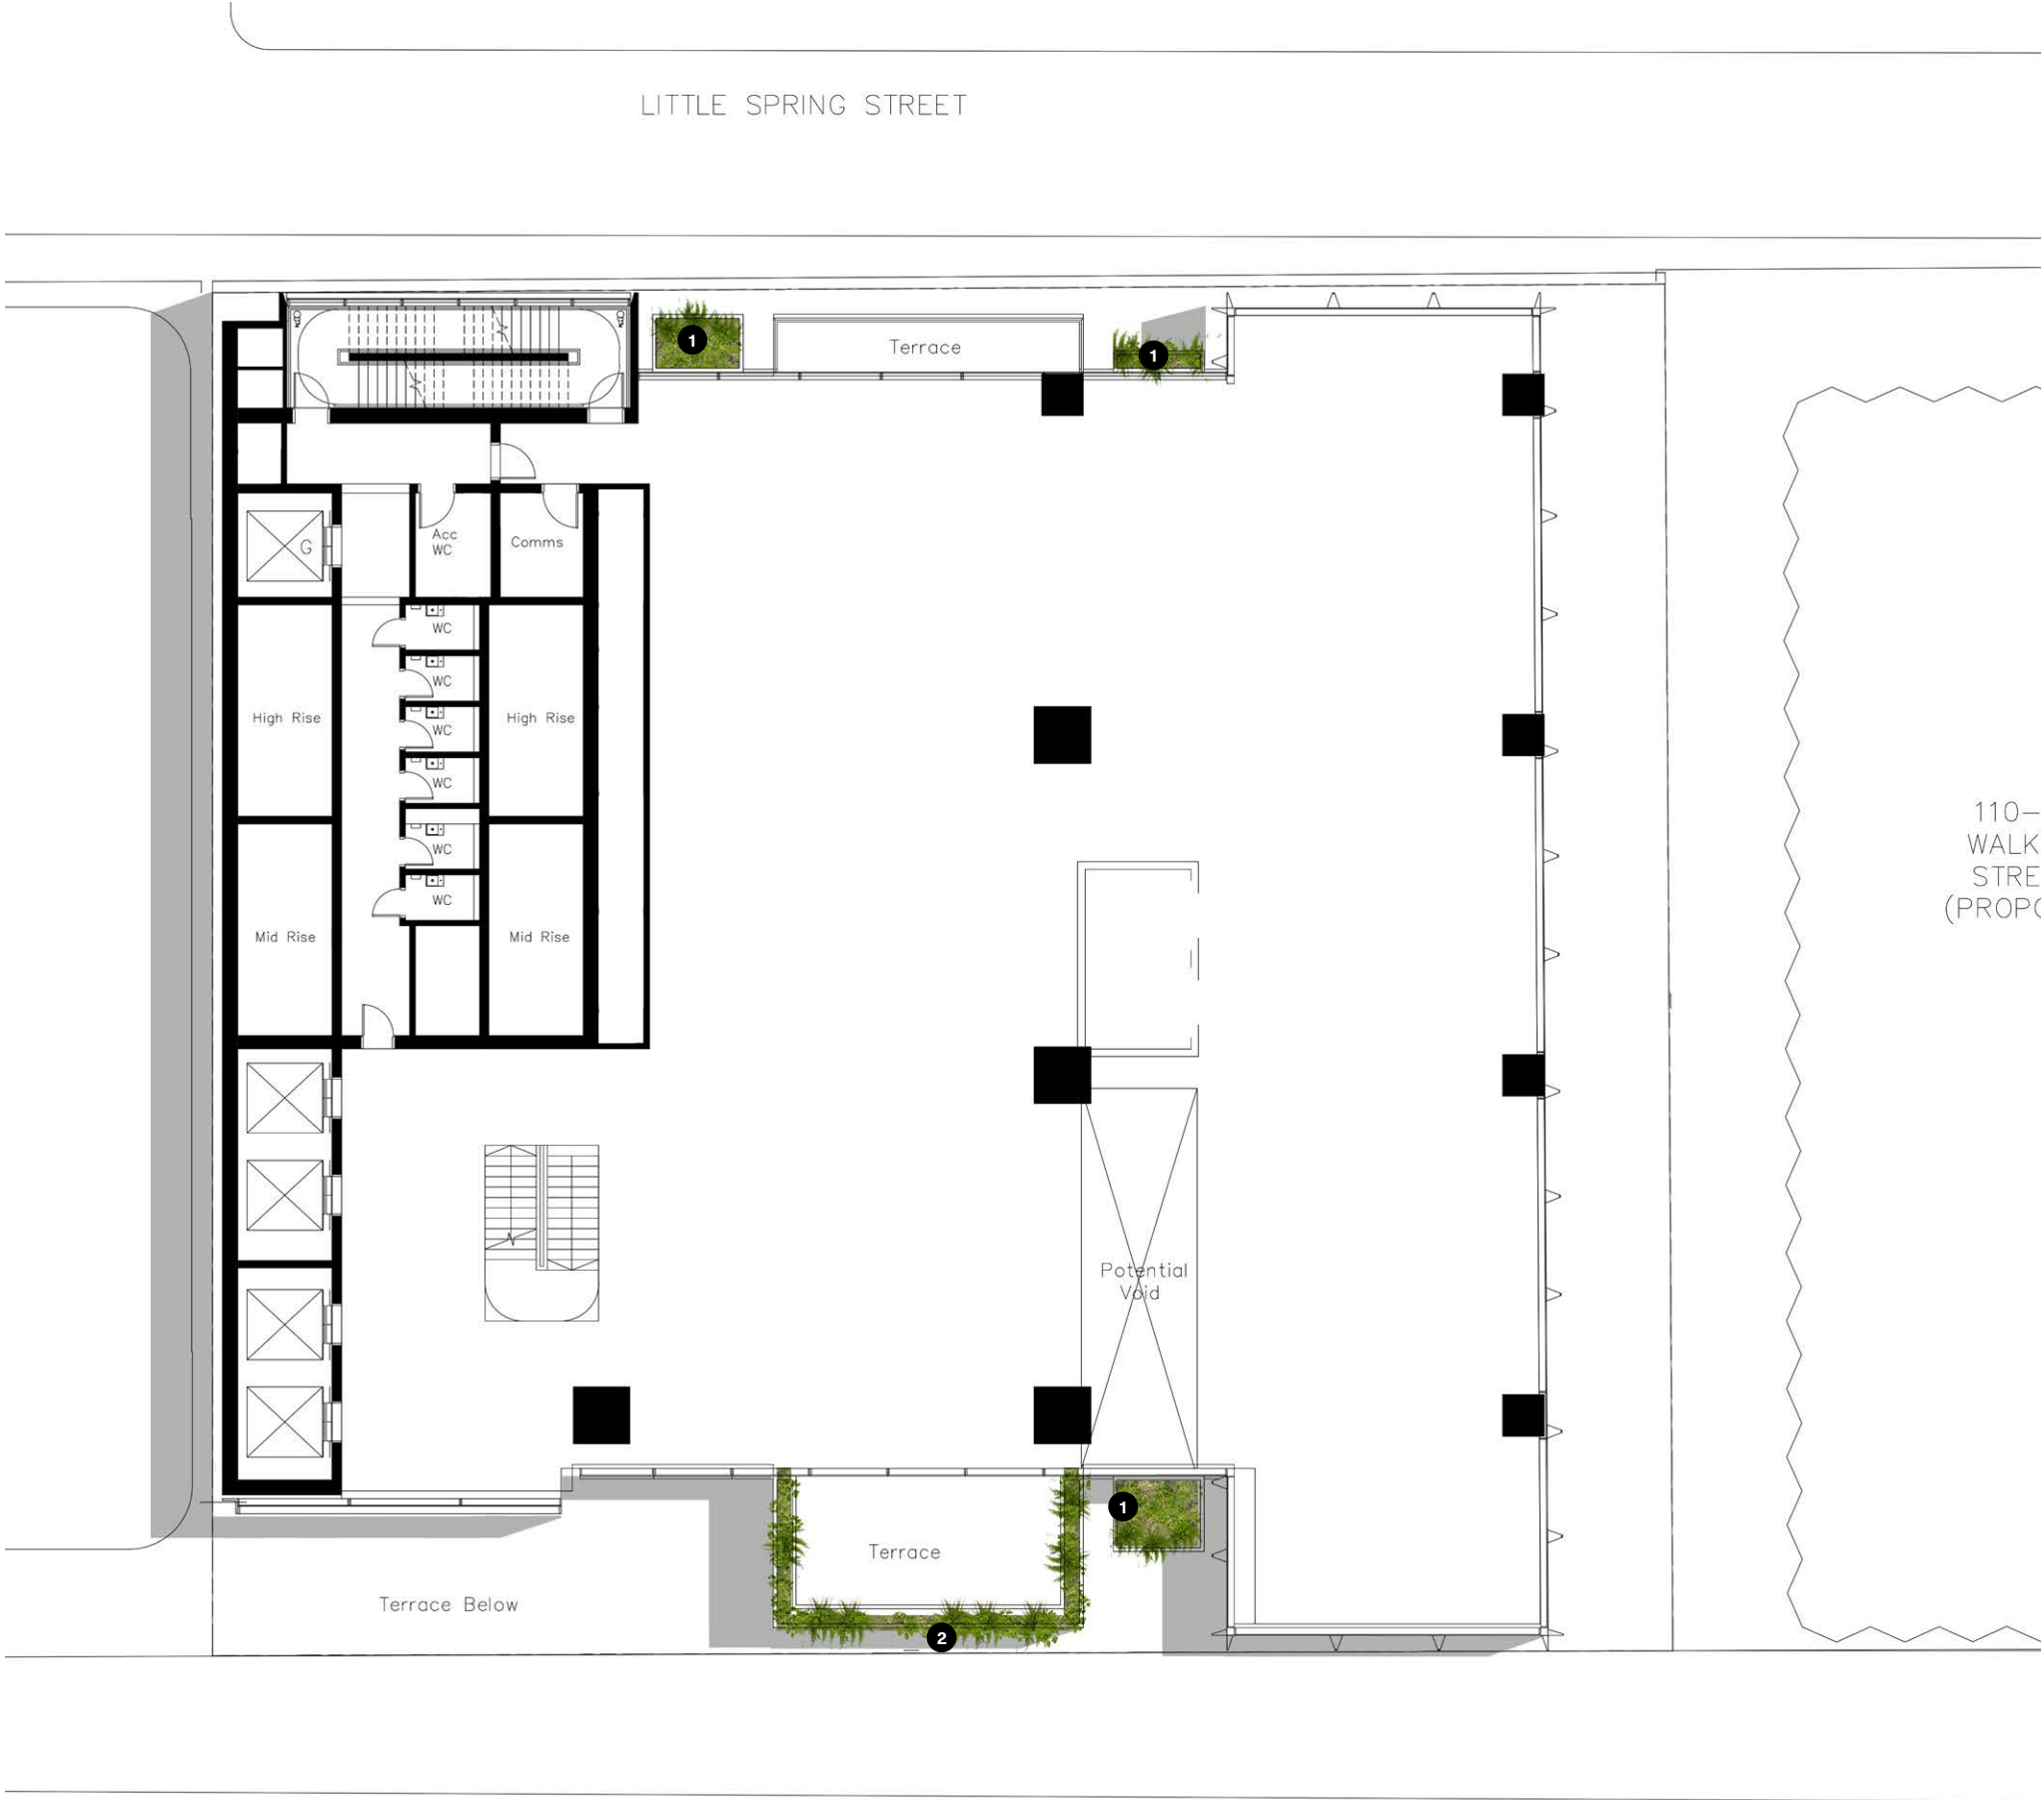 LITTLE SPRING STREET
1
Terrace
1
G
Acc
WC
Comms
WC
WC
High Rise
High Rise
WC
WC
110-
WALK
STRE
(PROPO
WC
WC
Mid Rise
Mid Rise
Potential
Void
1
Terrace
Terrace Below
2